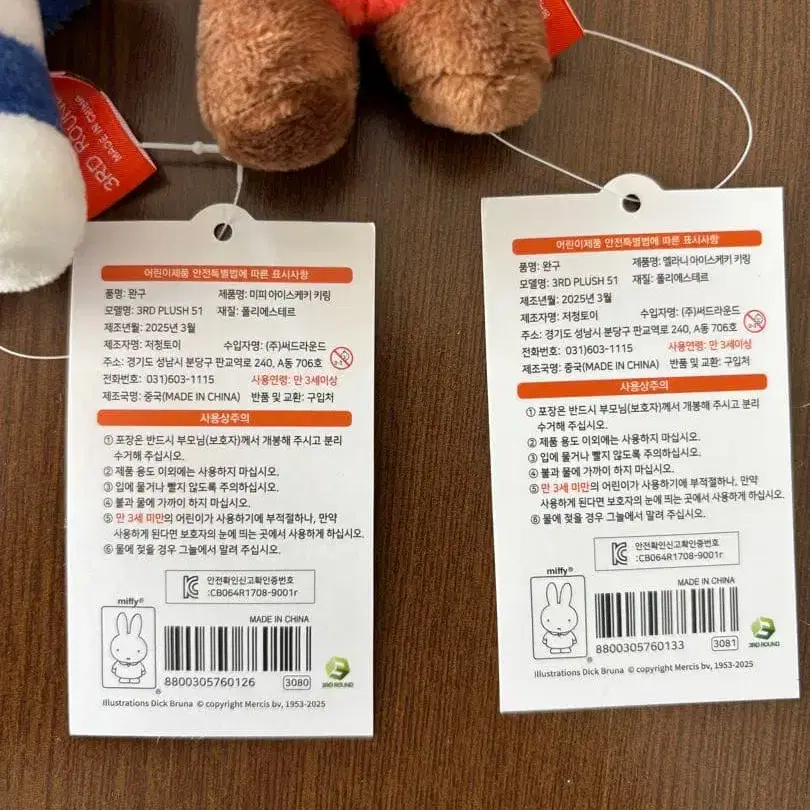 3RD ROUN
MADE IN CHINA
어린이제품 안전특별법에 따른 표시사항
품명: 완구 제품명: 미피 아이스케키 키링
모델명: 3RD PLUSH 51 재질: 폴리에스테르
제조년월: 2025년 3월
제조자명: 저청토이 수입자명: (주)써드라운드
주소: 경기도 성남시 분당구 판교역로 240, A동 706호
전화번호: 031)603-1115 사용연령: 만 3세이상
제조국명: 중국(MADE IN CHINA) 반품 및 교환: 구입처
사용상주의
① 포장은 반드시 부모님(보호자)께서 개봉해 주시고 분리
수거해 주십시오.
② 제품 용도 이외에는 사용하지 마십시오.
③ 입에 물거나 빨지 않도록 주의하십시오.
④ 불과 물에 가까이 하지 마십시오.
⑤ 만 3세 미만의 어린이가 사용하기에 부적절하나, 만약
사용하게 된다면 보호자의 눈에 띄는 곳에서 사용하게 하십시오.
⑥ 물에 젖을 경우 그늘에서 말려 주십시오.
안전확인신고확인증번호
:CB064R1708-9001r
miffy®
MADE IN CHINA
8800305760126
3080
3RD ROUND
Illustrations Dick Bruna © copyright Mercis bv, 1953-2025
어린이제품 안전특별법에 따른 표시사항
품명: 완구 제품명: 멜라니 아이스케키 키링
모델명: 3RD PLUSH 51 재질: 폴리에스테르
제조년월: 2025년 3월
제조자명: 저청토이 수입자명: (주)써드라운드
주소: 경기도 성남시 분당구 판교역로 240, A동 706호
전화번호: 031)603-1115 사용연령: 만 3세이상
제조국명: 중국(MADE IN CHINA) 반품 및 교환: 구입처
사용상주의
① 포장은 반드시 부모님(보호자)께서 개봉해 주시고 분리
수거해 주십시오.
② 제품 용도 이외에는 사용하지 마십시오.
③ 입에 물거나 빨지 않도록 주의하십시오.
④ 불과 물에 가까이 하지 마십시오.
⑤ 만 3세 미만의 어린이가 사용하기에 부적절하나, 만약
사용하게 된다면 보호자의 눈에 띄는 곳에서 사용하게 하십시오.
⑥ 물에 젖을 경우 그늘에서 말려 주십시오.
안전확인신고확인증번호
:CB064R1708-9001r
miffy®
MADE IN CHINA
8800305760133
3081
3RD ROUND
Illustrations Dick Bruna © copyright Mercis bv, 1953-2025